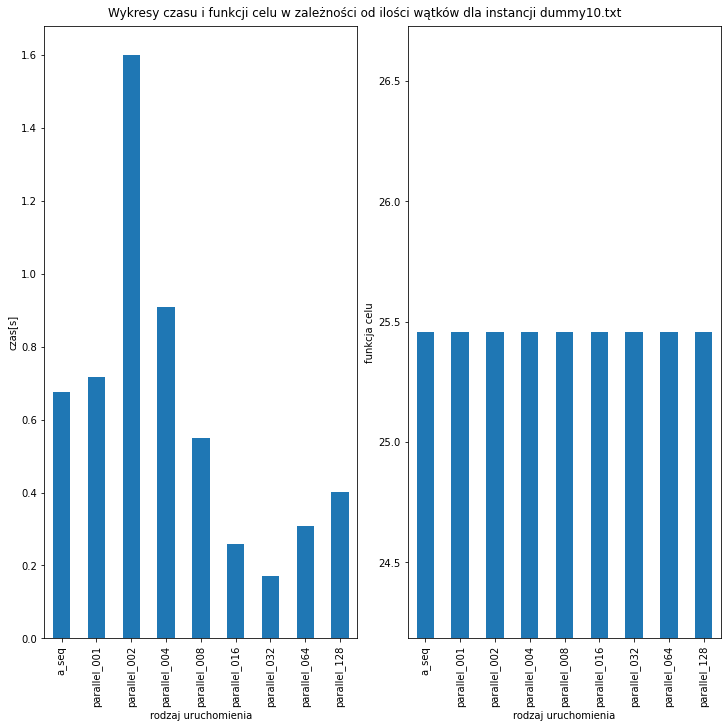 Wykresy czasu i funkcji celu w zależności od ilości wątków dla instancji dummy10.txt
czas[s]
1.6
1.4
1.2
1.0
0.8
0.6
0.4
0.2
0.0
a_seq
parallel_001
parallel_002
parallel_004
parallel_008
parallel_016
parallel_032
parallel_064
parallel_128
rodzaj uruchomienia
funkcja celu
26.5
26.0
25.5
25.0
24.5
a_seq
parallel_001
parallel_002
parallel_004
parallel_008
parallel_016
parallel_032
parallel_064
parallel_128
rodzaj uruchomienia